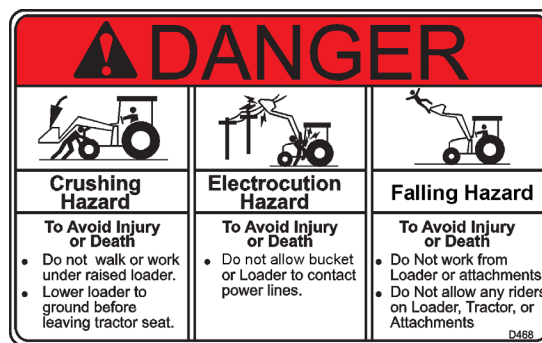 DANGER
Crushing
Hazard
To Avoid Injury
or Death
• Do not walk or work
under raised loader.
• Lower loader to
ground before
leaving tractor seat.
Electrocution
Hazard
To Avoid Injury
or Death
• Do not allow bucket
or Loader to contact
power lines.
Falling Hazard
To Avoid Injury
or Death
• Do Not work from
Loader or attachments
• Do Not allow any riders
on Loader, Tractor, or
Attachments
D468